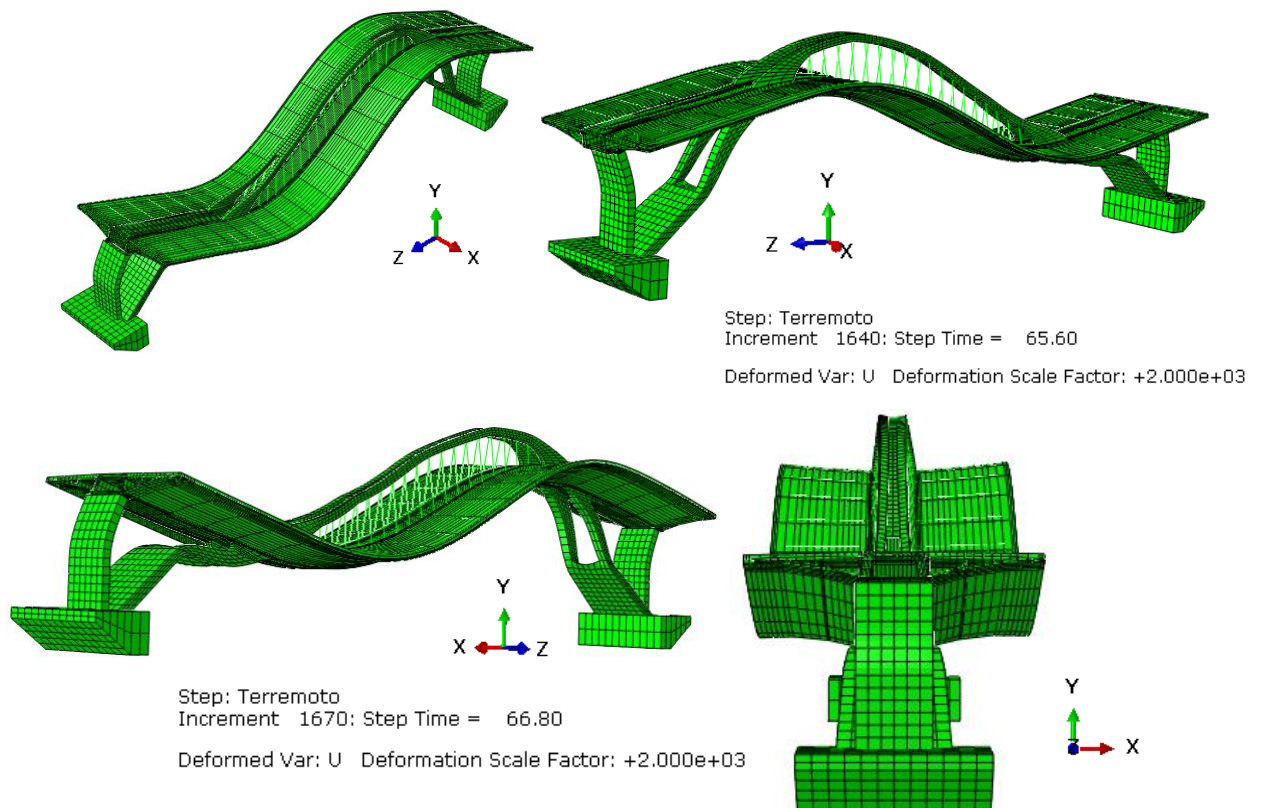 Y
Z
X
Y
Z
X
Step: Terremoto
Increment   1640: Step Time =    65.60
Deformed Var: U   Deformation Scale Factor: +2.000e+03
Y
X
Z
Step: Terremoto
Increment   1670: Step Time =    66.80
Deformed Var: U   Deformation Scale Factor: +2.000e+03
Y
Z
X